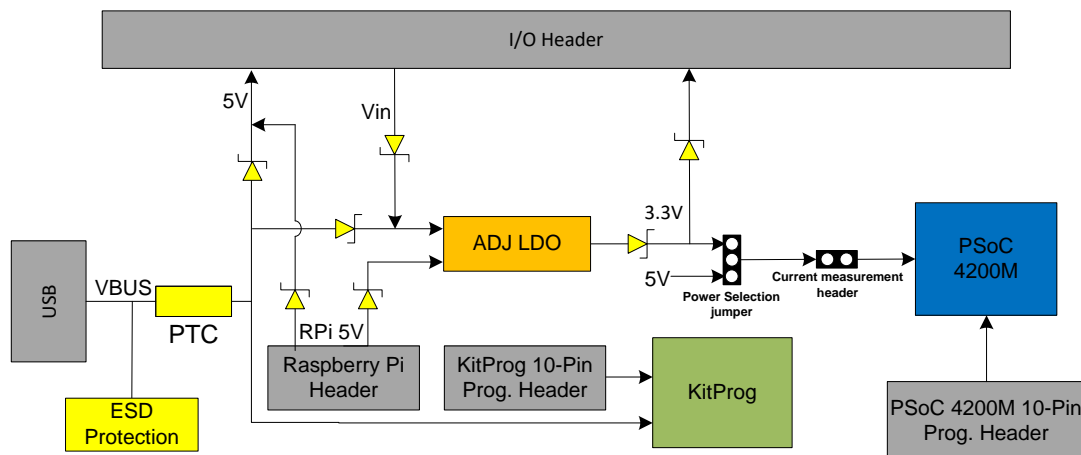 I/O Header
5V
Vin
3.3V
ADJ LDO
PSoC
4200M
5V
Power Selection
jumper
Current measurement
header
USB
VBUS
PTC
RPi 5V
Raspberry Pi
Header
KitProg 10-Pin
Prog. Header
KitProg
ESD
Protection
PSoC 4200M 10-Pin
Prog. Header